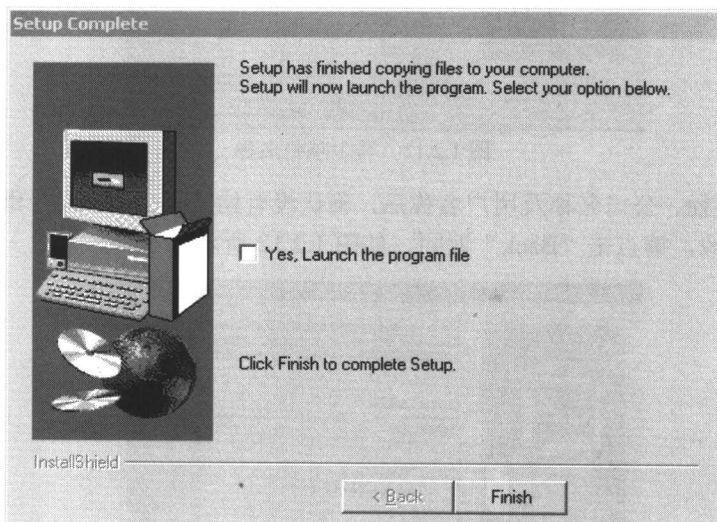 Setup Complete
Setup has finished copying files to your computer.
Setup will now launch the program. Select your option below.
Yes, Launch the program file
Click Finish to complete Setup.
InstallShield
< Back
Finish